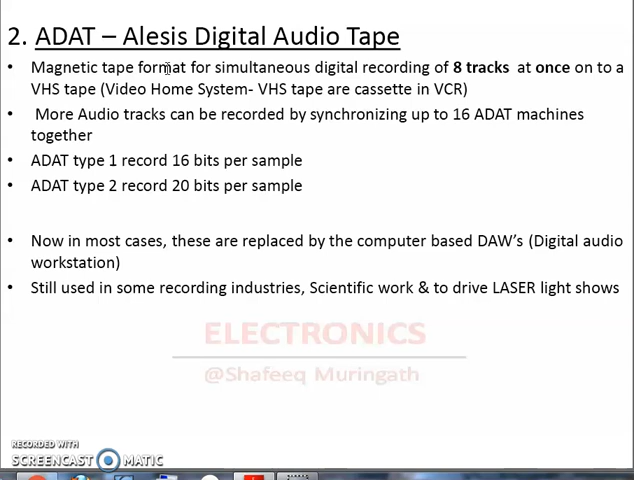 2. ADAT – Alesis Digital Audio Tape
• Magnetic tape format for simultaneous digital recording of 8 tracks at once on to a
VHS tape (Video Home System- VHS tape are cassette in VCR)
• More Audio tracks can be recorded by synchronizing up to 16 ADAT machines
together
• ADAT type 1 record 16 bits per sample
• ADAT type 2 record 20 bits per sample
• Now in most cases, these are replaced by the computer based DAW's (Digital audio
workstation)
• Still used in some recording industries, Scientific work & to drive LASER light shows
ELECTRONICS
@Shafeeq Muringath
RECORDED WITH
SCREENCAST MATIC